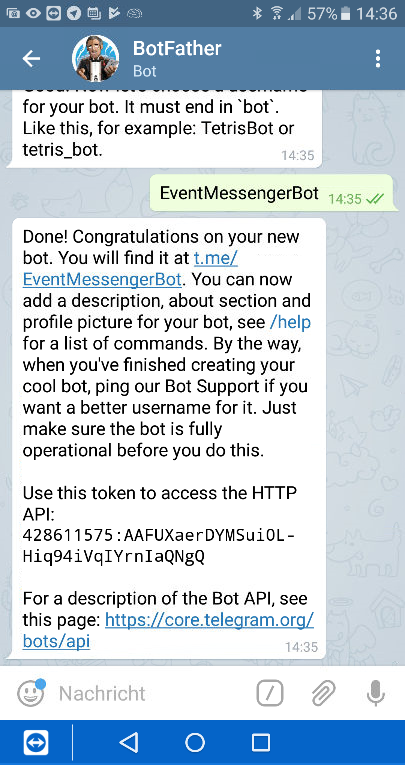 57% 14:36
BotFather
Bot
for your bot. It must end in `bot`.
Like this, for example: TetrisBot or
tetris_bot.
14:35
EventMessengerBot 14:35
Done! Congratulations on your new
bot. You will find it at t.me/
EventMessengerBot. You can now
add a description, about section and
profile picture for your bot, see /help
for a list of commands. By the way,
when you've finished creating your
cool bot, ping our Bot Support if you
want a better username for it. Just
make sure the bot is fully
operational before you do this.
Use this token to access the HTTP
API:
428611575:AAFUXaerDYMSuiOL-
Hiq94iVqIYrnIaQNgQ
For a description of the Bot API, see
this page: https://core.telegram.org/
bots/api
14:35
Nachricht